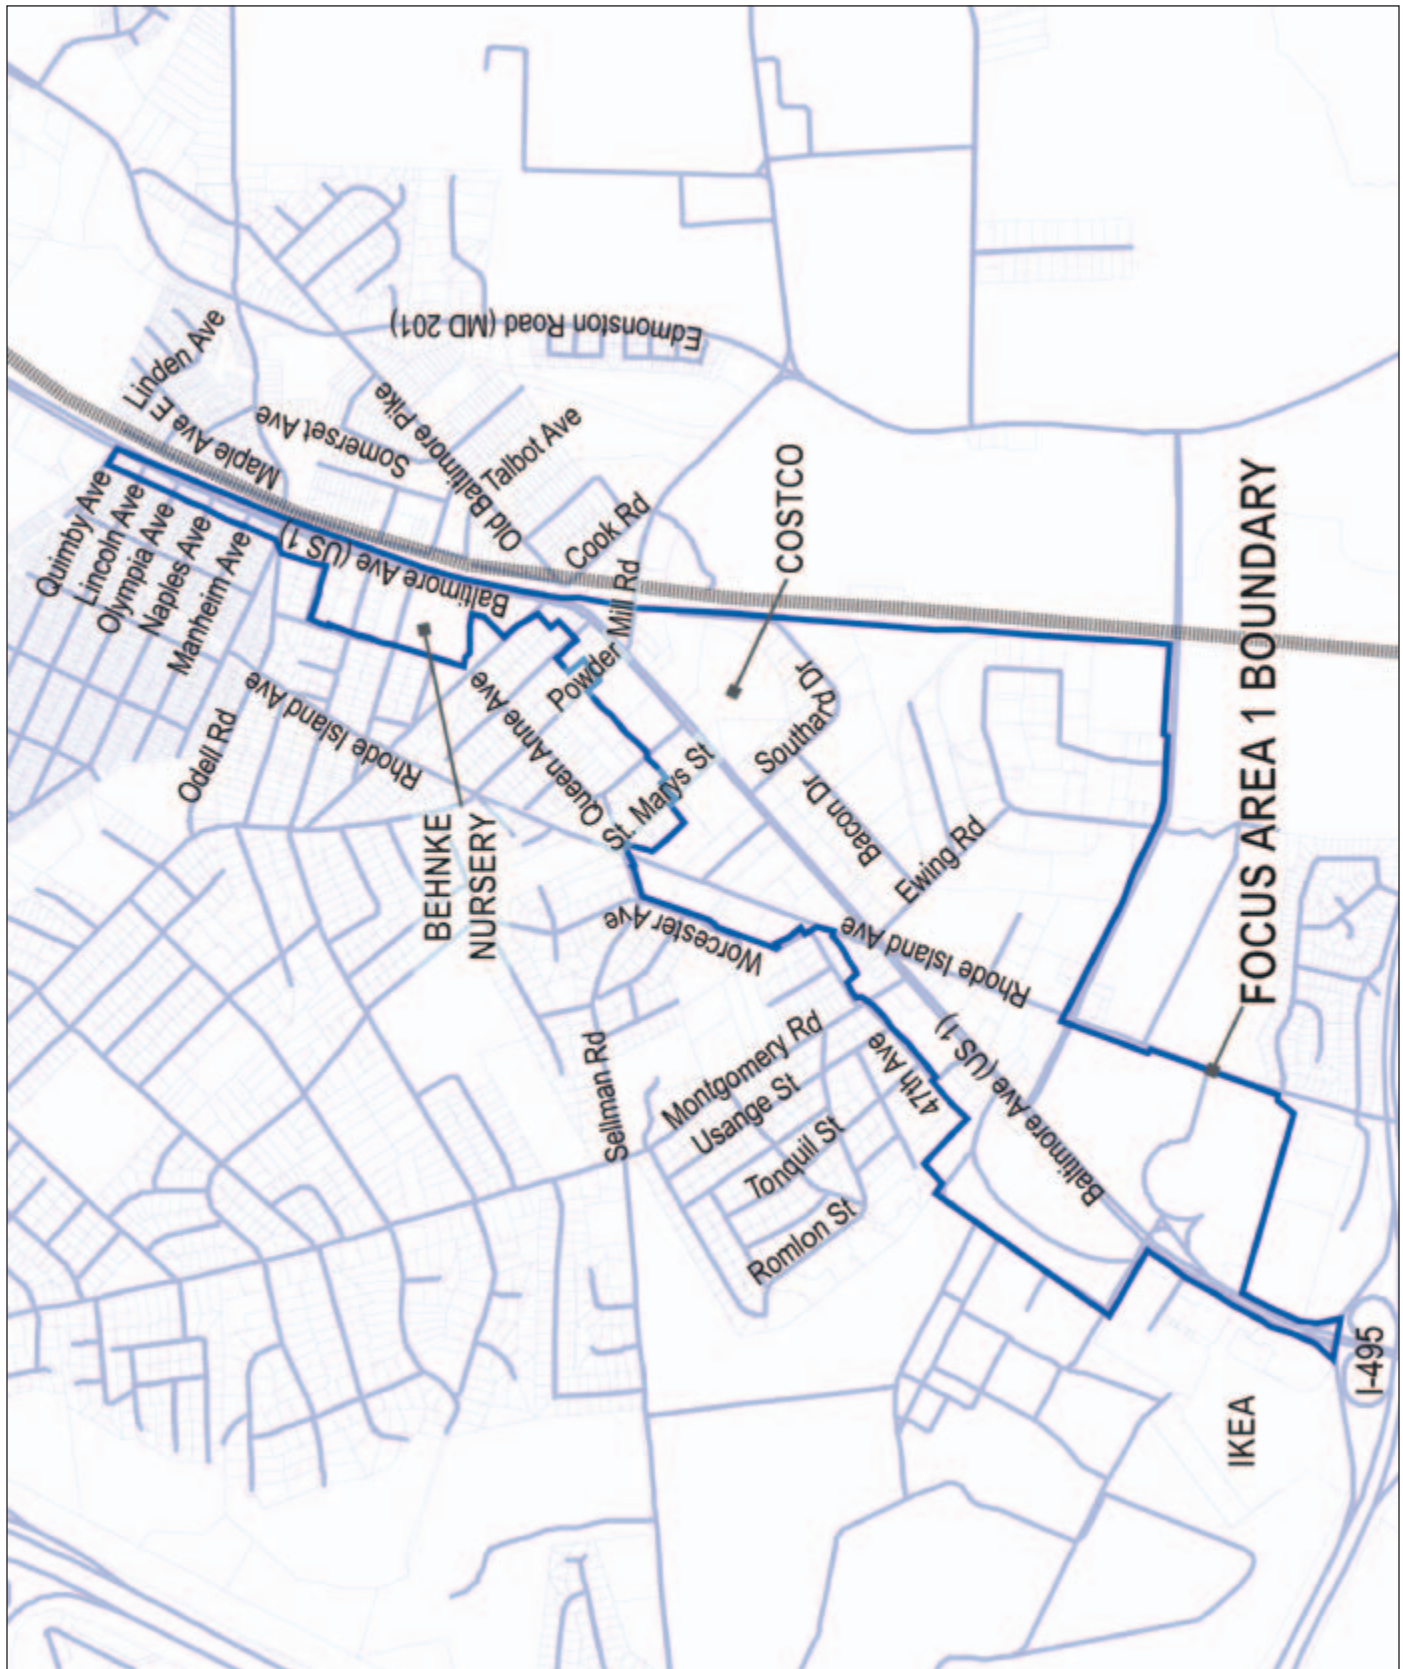 Linden Ave
Maple Ave E
Somerset Ave
Old Baltimore Pike
Talbot Ave
Edmonston Road (MD 201)
Cook Rd
Quimby Ave
Lincoln Ave
Olympia Ave
Naples Ave
Manheim Ave
Baltimore Ave (US 1)
Odell Rd
Rhode Island Ave
Queen Anne Ave
Powder Mill Rd
St. Marys St
COSTCO
BEHNKE
NURSERY
Southard Dr
Bacon Dr
Ewing Rd
Worcester Ave
Rhode Island Ave
Sellman Rd
Montgomery Rd
Usange St
Tonquil St
Romlon St
47th Ave
Baltimore Ave (US 1)
FOCUS AREA 1 BOUNDARY
IKEA
I-495